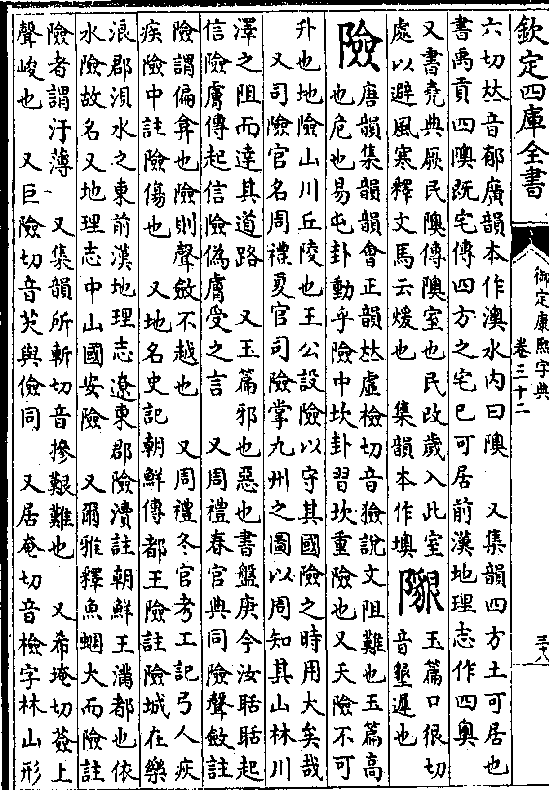 欽定四庫全書
御定康熙字典
卷三十二
三十八
六切𠀤音郁廣韻本作澳水內曰隩 又集韻四方土可居也
書禹貢四隩旣宅傳四方之宅已可居前漢地理志作四奧
又書堯典厥民隩傳隩室也民改歲入此室
處以避風寒釋文馬云煖也 集韻本作墺
玉篇口很切
音墾遲也
險 唐韻集韻韻會正韻𠀤虛檢切音獫說文阻難也玉篇高
也危也易屯卦動乎險中坎卦習坎重險也又天險不可
升也地險山川丘陵也王公設險以守其國險之時用大矣哉
又司險官名周禮夏官司險掌九州之圖以周知其山林川
澤之阻而達其道路 又玉篇邪也惡也書盤庚今汝聒聒起
信險膚傳起信險偽膚受之言 又周禮春官典同險聲斂註
險謂偏弇也險則聲斂不越也 又周禮冬官考工記弓人疢
疾險中註險傷也 又地名史記朝鮮傳都王險註險城在樂
浪郡浿水之東前漢地理志遼東郡險瀆註朝鮮王滿都也依
水險故名又地理志中山國安險 又爾雅釋魚蜠大而險註
險者謂汙薄 又集韻所斬切音摻艱難也 又希埯切簽上
聲峻也 又巨險切音芡與儉同 又居奄切音檢字林山形